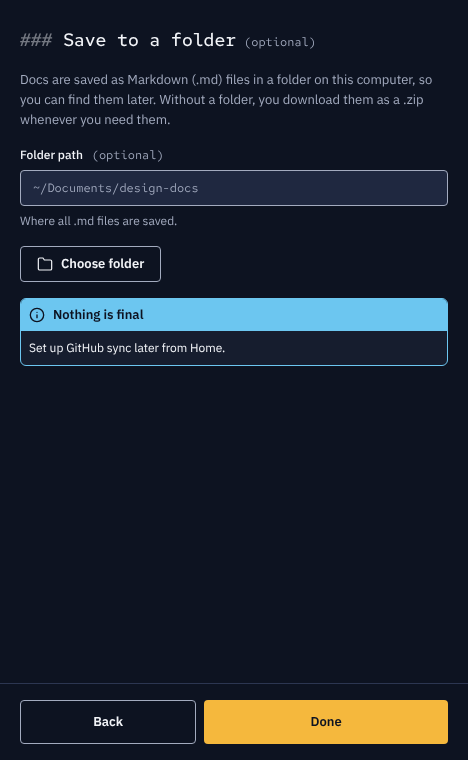 ### Save to a folder (optional)
Docs are saved as Markdown (.md) files in a folder on this computer, so
you can find them later. Without a folder, you download them as a .zip
whenever you need them.
Folder path (optional)
~/Documents/design-docs
Where all .md files are saved.
Choose folder
Nothing is final
Set up GitHub sync later from Home.
Back
Done